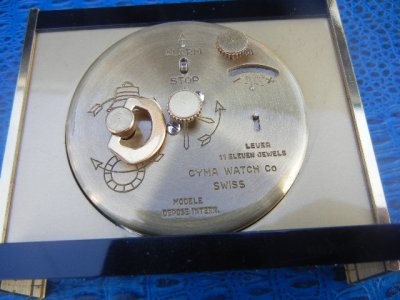 ALARM
STOP
LEVER
11 ELEVEN JEWELS
CYMA WATCH Co
SWISS
MODELE
DEPOSE INTERN.